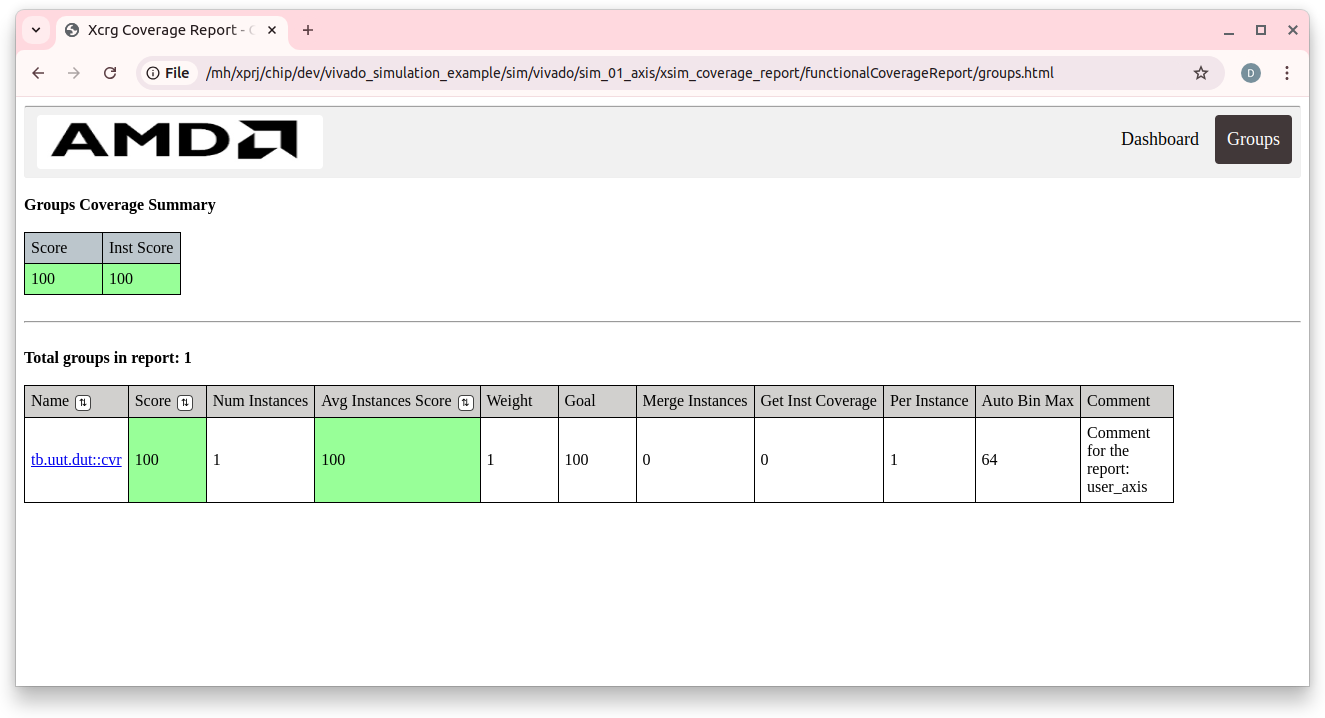 Xcrg Coverage Report -
File /mh/xprj/chip/dev/vivado_simulation_example/sim/vivado/sim_01_axis/xsim_coverage_report/functionalCoverageReport/groups.html D
AMD Dashboard Groups
Groups Coverage Summary
Score Inst Score
100 100
Total groups in report: 1
Name Score Num Instances Avg Instances Score Weight Goal Merge Instances Get Inst Coverage Per Instance Auto Bin Max Comment
tb.uut.dut::cvr 100 1 100 1 100 0 0 1 64 Comment
for the
report:
user_axis